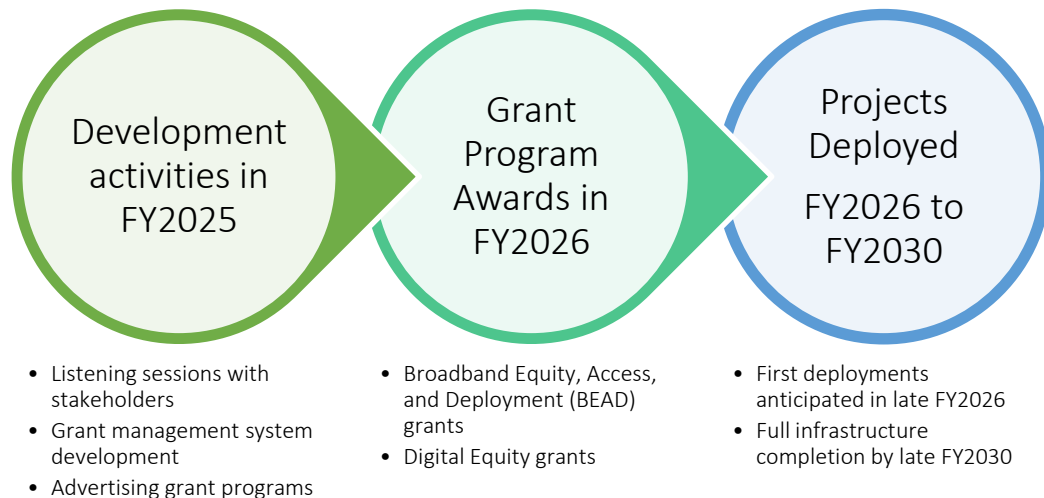 Development
activities in
FY2025
Grant
Program
Awards in
FY2026
Projects
Deployed
FY2026 to
FY2030
• Listening sessions with
stakeholders
• Grant management system
development
• Advertising grant programs
• Broadband Equity, Access,
and Deployment (BEAD)
grants
• Digital Equity grants
• First deployments
anticipated in late FY2026
• Full infrastructure
completion by late FY2030